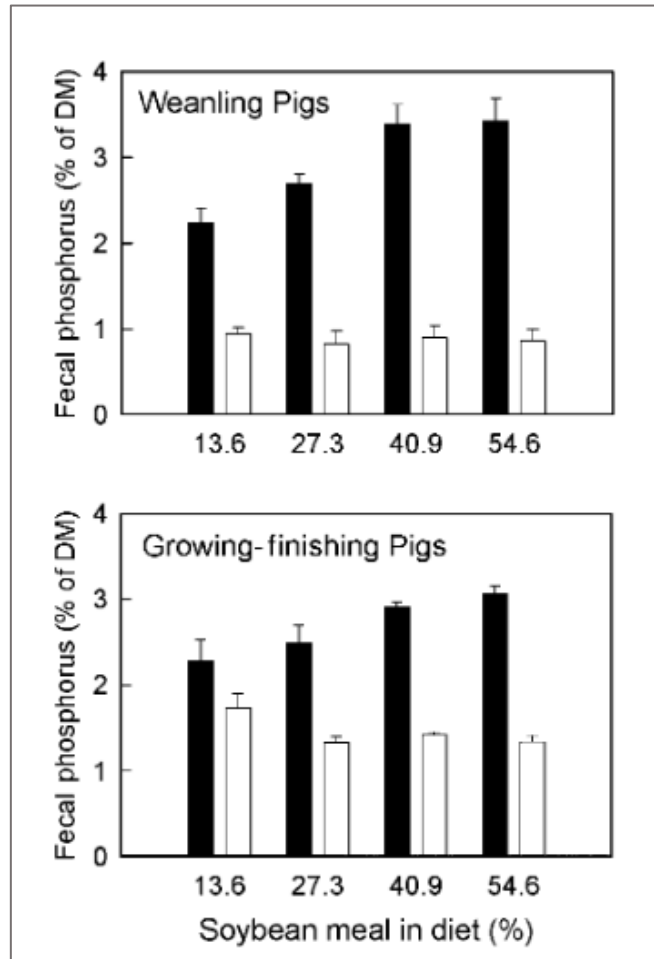 Fecal phosphorus (% of DM)
4
3
2
1
0
Weanling Pigs
13.6 27.3 40.9 54.6
Fecal phosphorus (% of DM)
4
3
2
1
0
Growing-finishing Pigs
13.6 27.3 40.9 54.6
Soybean meal in diet (%)